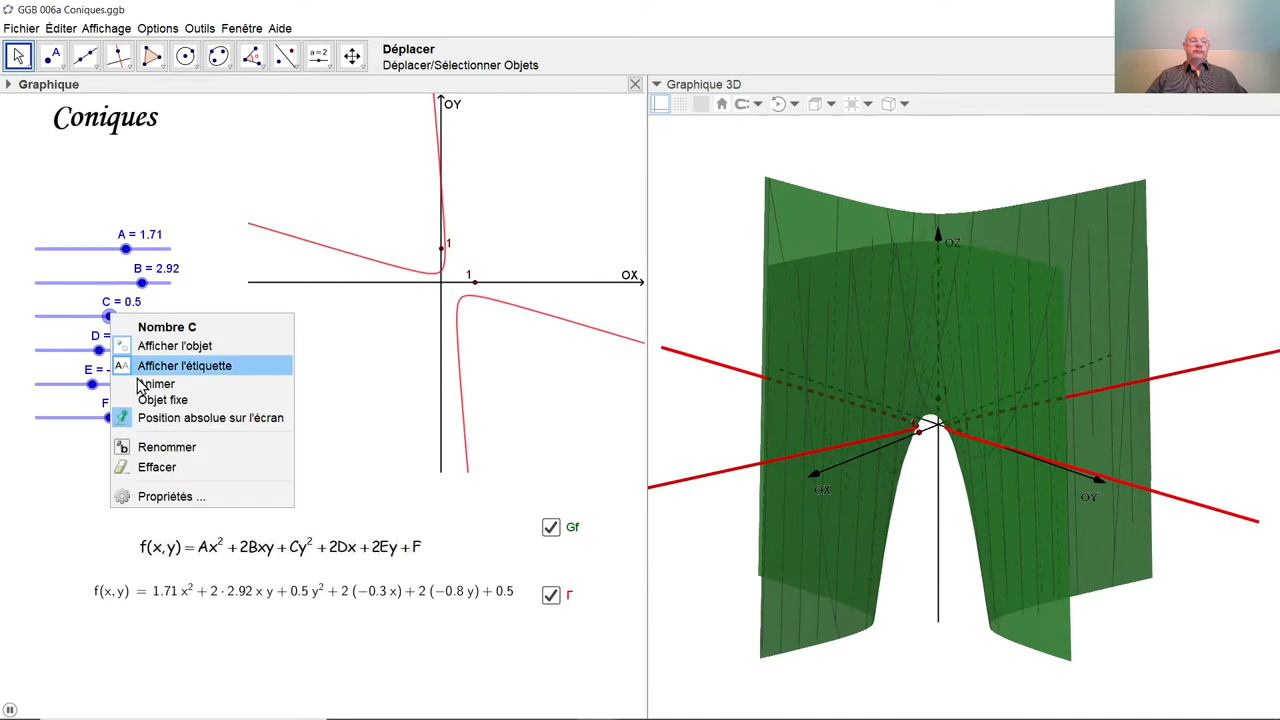 GGB 006a Coniques.ggb
Fichier Éditer Affichage Options Outils Fenêtre Aide
A
a=2
Déplacer
Déplacer/Sélectionner Objets
Graphique
Graphique 3D
Coniques
OY
1
OX
1
A = 1.71
B = 2.92
C = 0.5
D =
E = -
F
Nombre C
Afficher l'objet
AA Afficher l'étiquette
Animer
Objet fixe
Position absolue sur l'écran
Renommer
Effacer
Propriétés ...
f(x,y) = Ax² + 2Bxy + Cy² + 2Dx + 2Ey + F
f(x, y) = 1.71 x² + 2 · 2.92 x y + 0.5 y² + 2 (−0.3 x) + 2 (−0.8 y) + 0.5
Gf
Γ
OZ
OX
OY